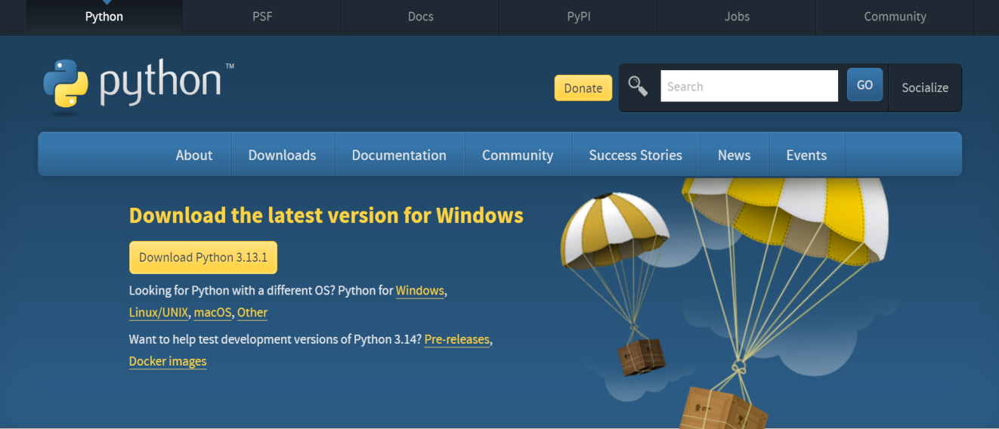 Python PSF Docs PyPI Jobs Community
python™
Donate Search GO Socialize
About Downloads Documentation Community Success Stories News Events
Download the latest version for Windows
Download Python 3.13.1
Looking for Python with a different OS? Python for Windows,
Linux/UNIX, macOS, Other
Want to help test development versions of Python 3.14? Pre-releases,
Docker images